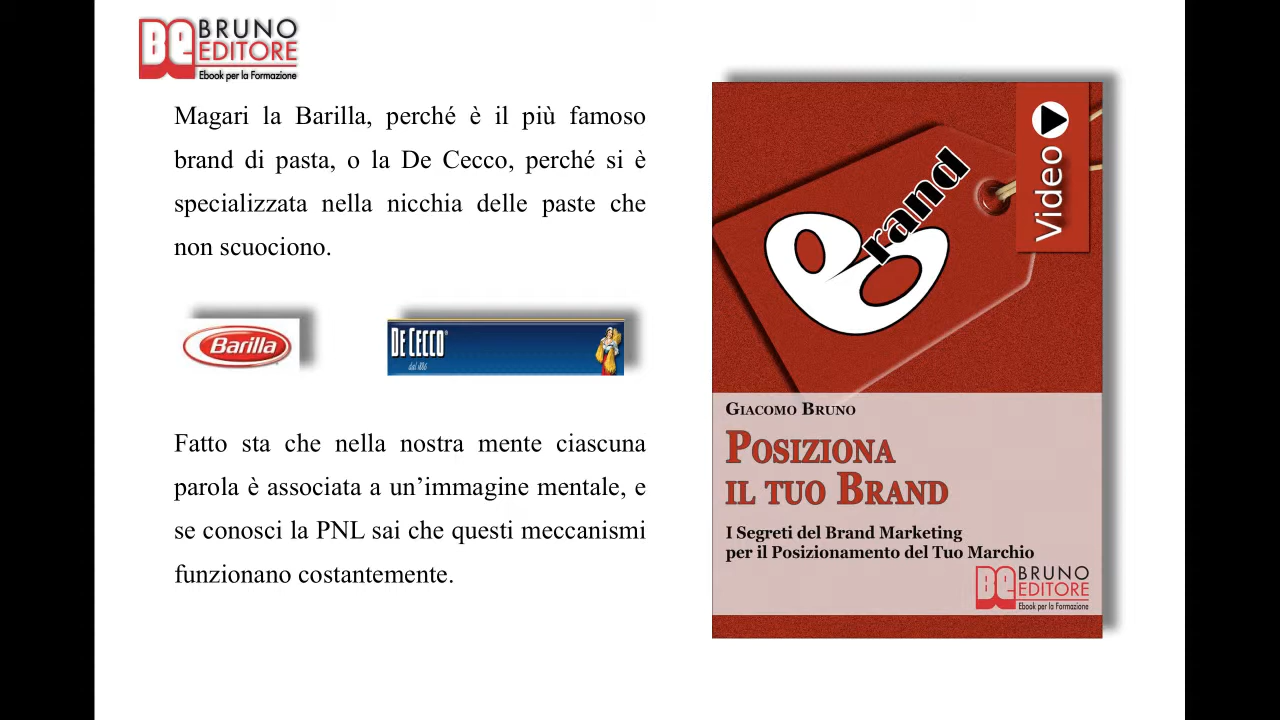 BRUNO
EDITORE
Ebook per la Formazione
Magari la Barilla, perché è il più famoso
brand di pasta, o la De Cecco, perché si è
specializzata nella nicchia delle paste che
non scuociono.
Barilla
DE CECCO
dal 1886
Fatto sta che nella nostra mente ciascuna
parola è associata a un’immagine mentale, e
se conosci la PNL sai che questi meccanismi
funzionano costantemente.
Video
Brand
GIACOMO BRUNO
POSIZIONA
IL TUO BRAND
I Segreti del Brand Marketing
per il Posizionamento del Tuo Marchio
BE BRUNO
EDITORE
Ebook per la Formazione